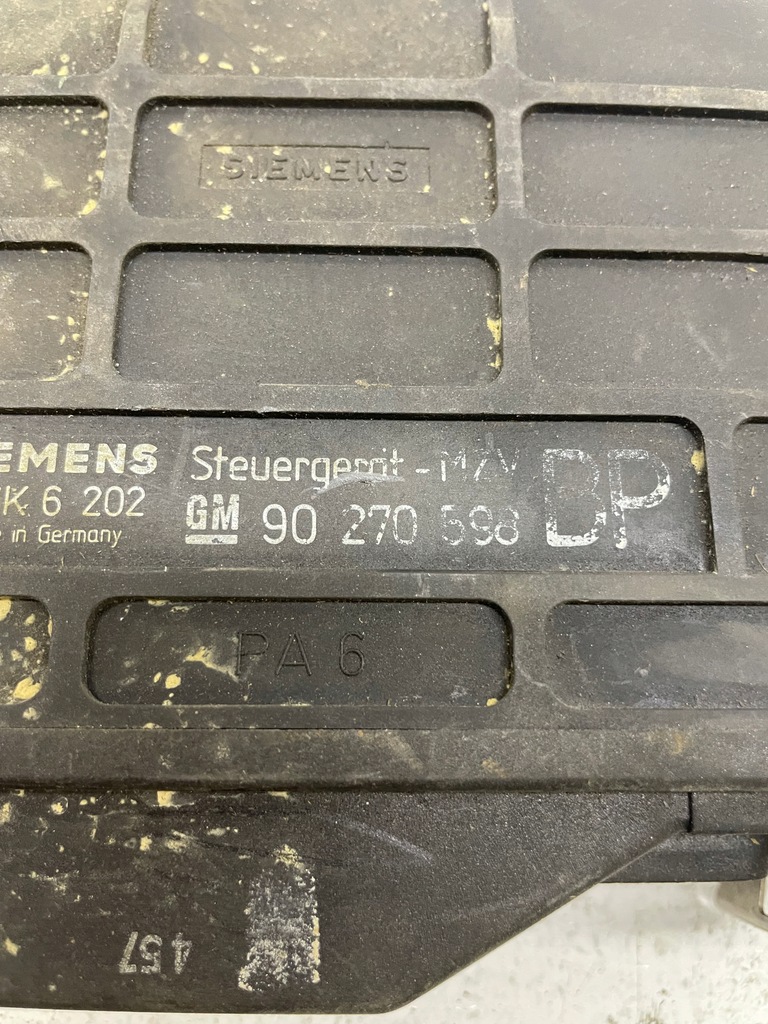 SIEMENS
EMENS Steuergerät - MZV BP
K 6 202 GM 90 270 598
in Germany
PA 6
457